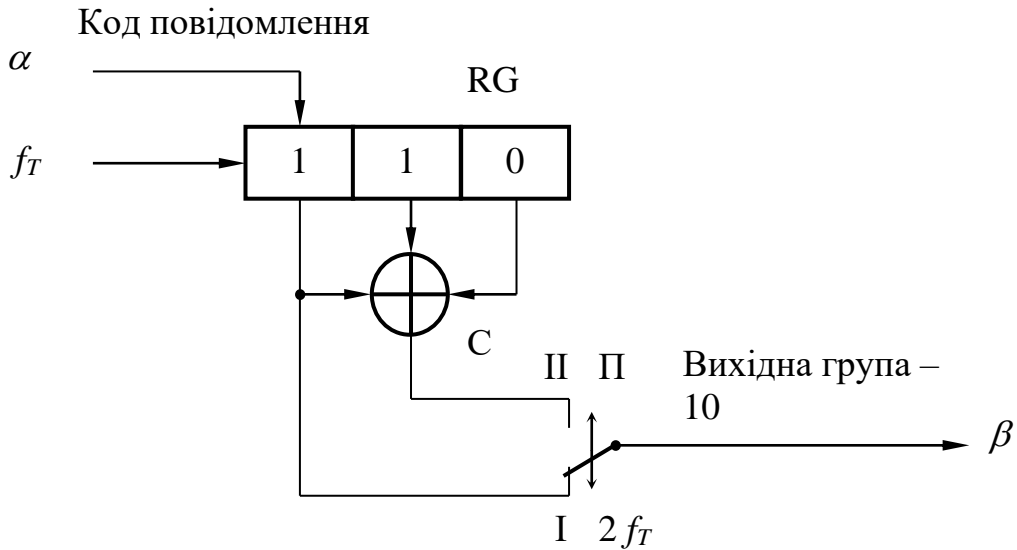 Код повідомлення
α
RG
f_T
1 1 0
С
II П
Вихідна група –
10
β
I 2 f_T